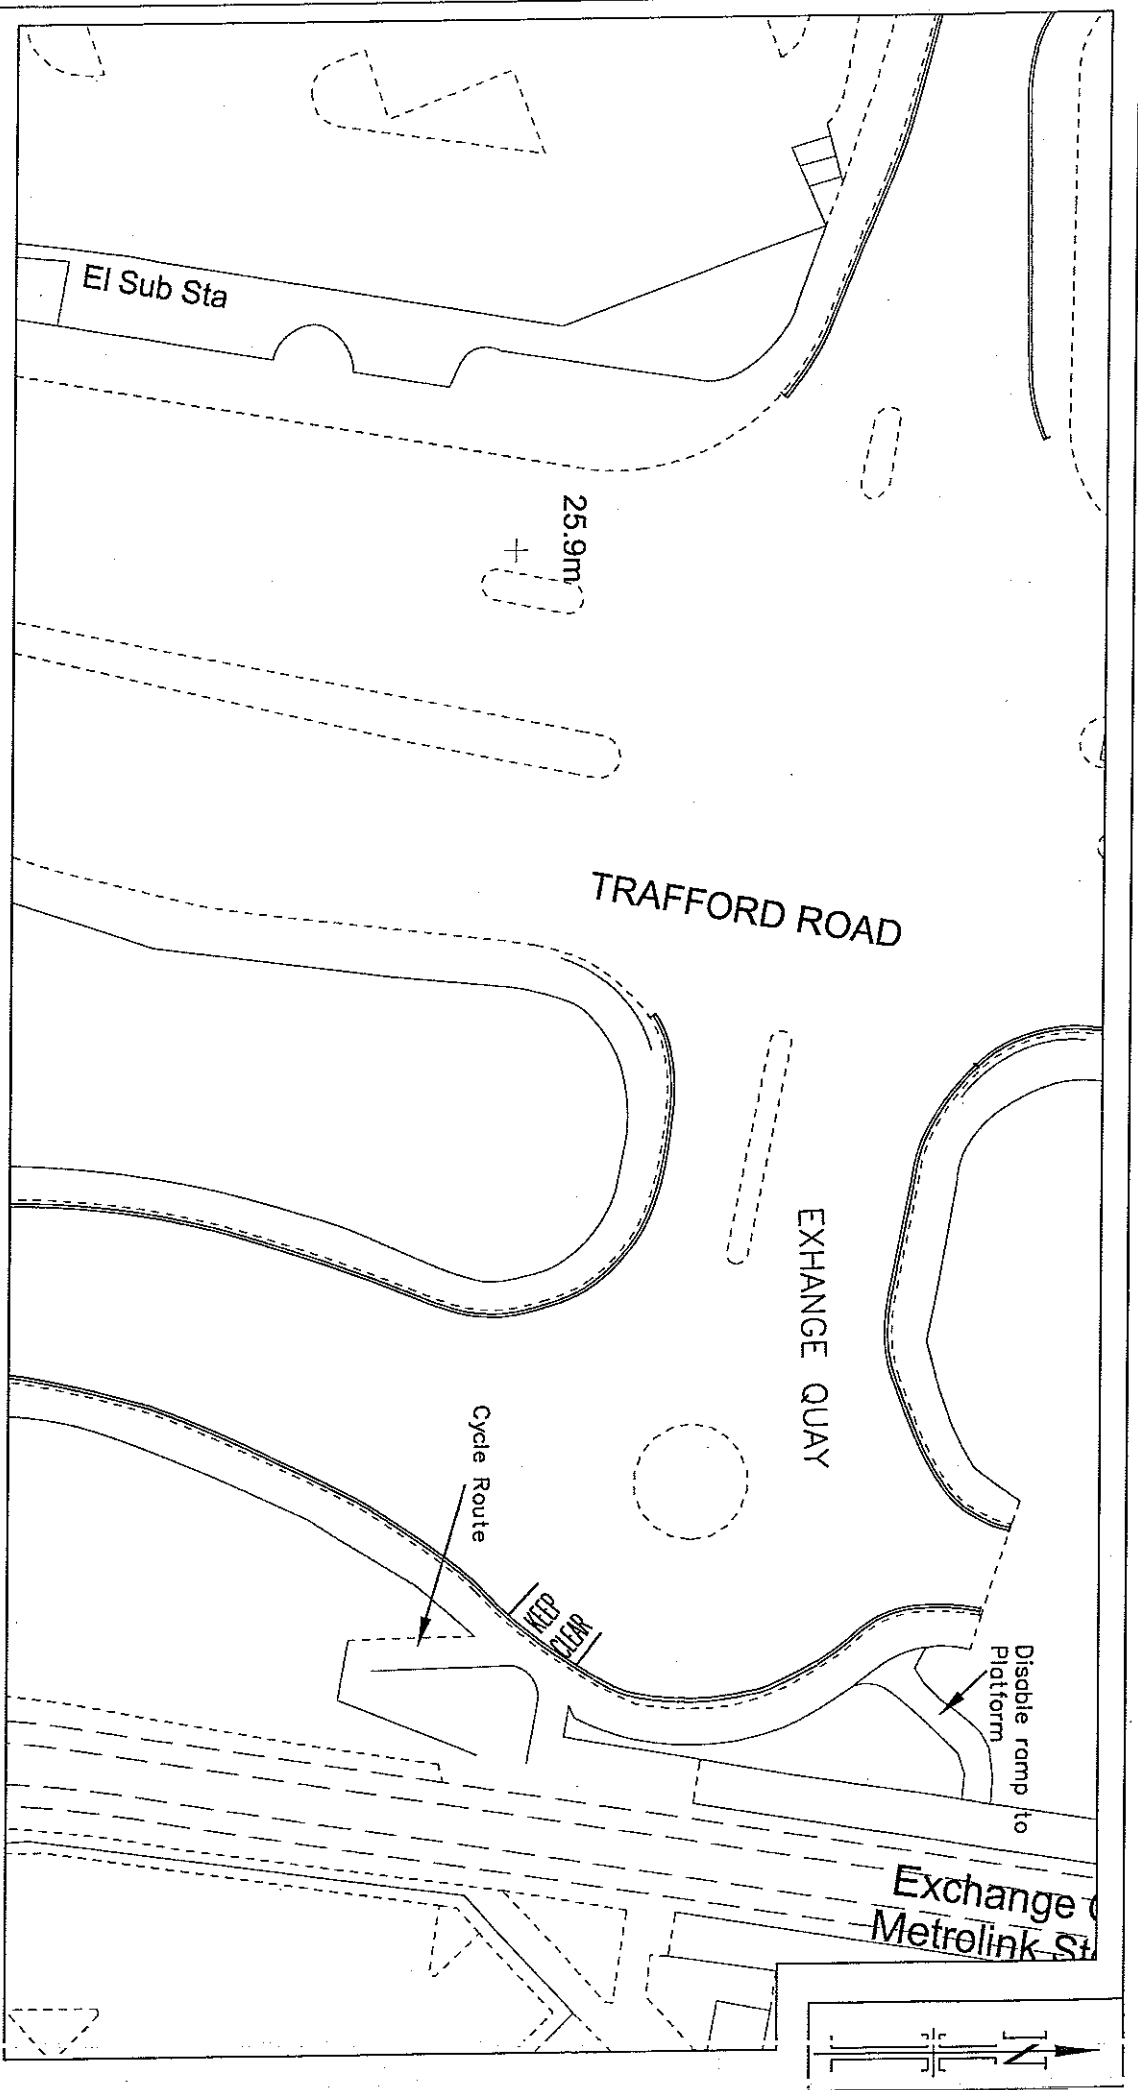 El Sub Sta
25.9m
TRAFFORD ROAD
EXHANGE QUAY
Cycle Route
KEEP
CLEAR
Disable ramp to
Platform
Exchange
Metrolink St
N